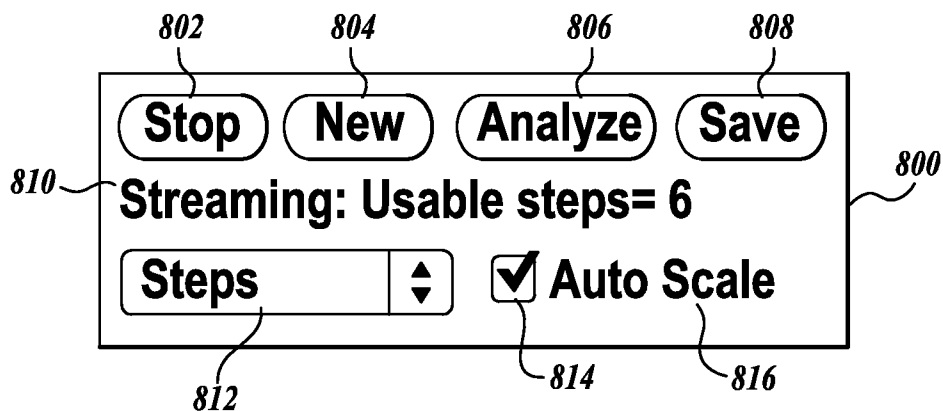 802 804 806 808
Stop New Analyze Save
810 Streaming: Usable steps= 6 800
Steps Auto Scale
812 814 816